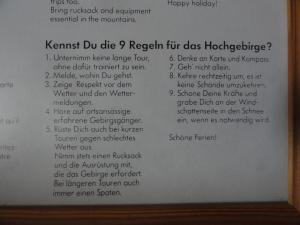 trips too.
Bring rucksack and equipment
essential in the mountains.
Happy holiday!
Kennst Du die 9 Regeln für das Hochgebirge?
1. Unternimm keine lange Tour,
ohne dafür trainiert zu sein.
2. Melde, wohin Du gehst.
3. Zeige Respekt vor dem
Wetter und den Wetter-
meldungen.
4. Höre auf ortsansässige
erfahrene Gebirgsgänger.
5. Rüste Dich auch bei kurzen
Touren gegen schlechtes
Wetter aus.
Nimm stets einen Rucksack
und die Ausrüstung mit,
die das Gebirge erfordert.
Bei längeren Touren auch
immer einen Spaten.
6. Denke an Karte und Kompass.
7. Geh' nicht allein.
8. Kehre rechtzeitig um, es ist
keine Schande umzukehren.
9. Schone Deine Kräfte und
grabe Dich an der Wind-
schattenseite in den Schnee
ein, wenn es notwendig wird.
Schöne Ferien!